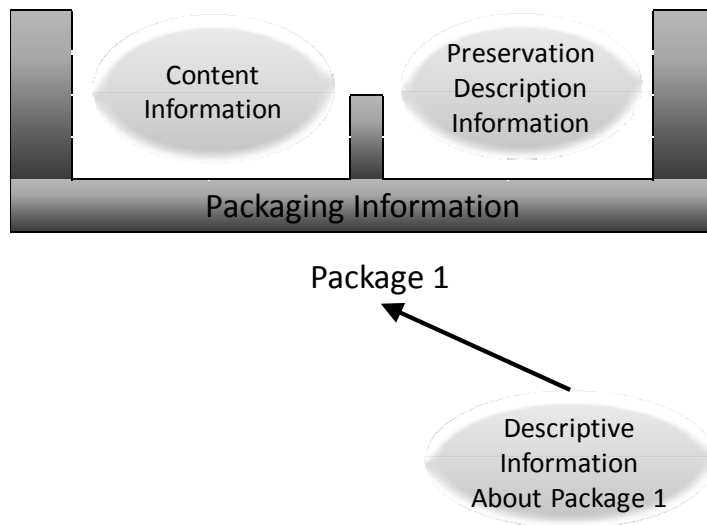 Content
Information
Preservation
Description
Information
Packaging Information
Package 1
Descriptive
Information
About Package 1